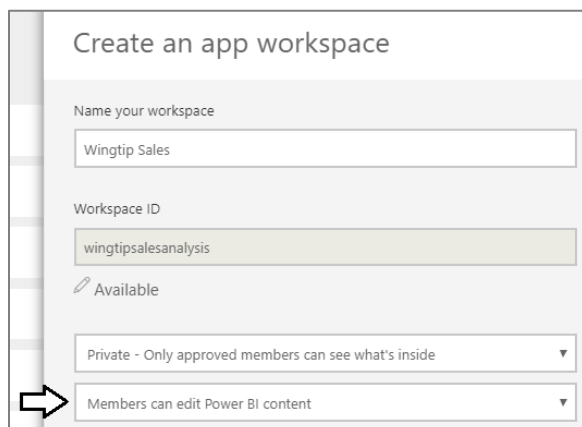 Create an app workspace
Name your workspace
Wingtip Sales
Workspace ID
wingtipsalesanalysis
Available
Private - Only approved members can see what's inside
Members can edit Power BI content